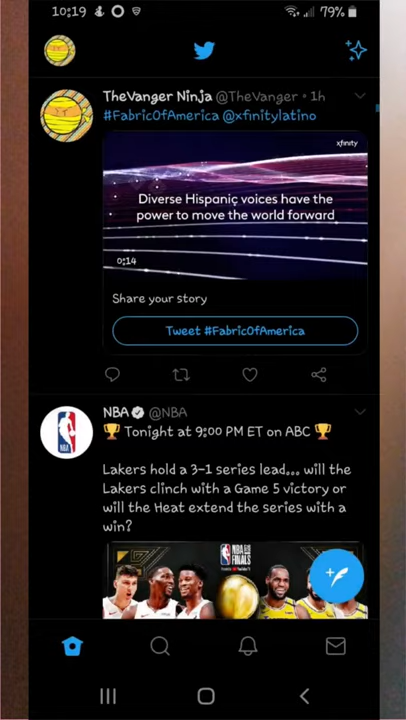 10:19 79%
TheVanger Ninja @TheVanger • 1h
#FabricOfAmerica @xfinitylatino
xfinity
Diverse Hispanic voices have the
power to move the world forward
0:14
Share your story
Tweet #FabricOfAmerica
NBA @NBA
🏆 Tonight at 9:00 PM ET on ABC 🏆
Lakers hold a 3-1 series lead... will the
Lakers clinch with a Game 5 victory or
will the Heat extend the series with a
win?
NBA
FINALS